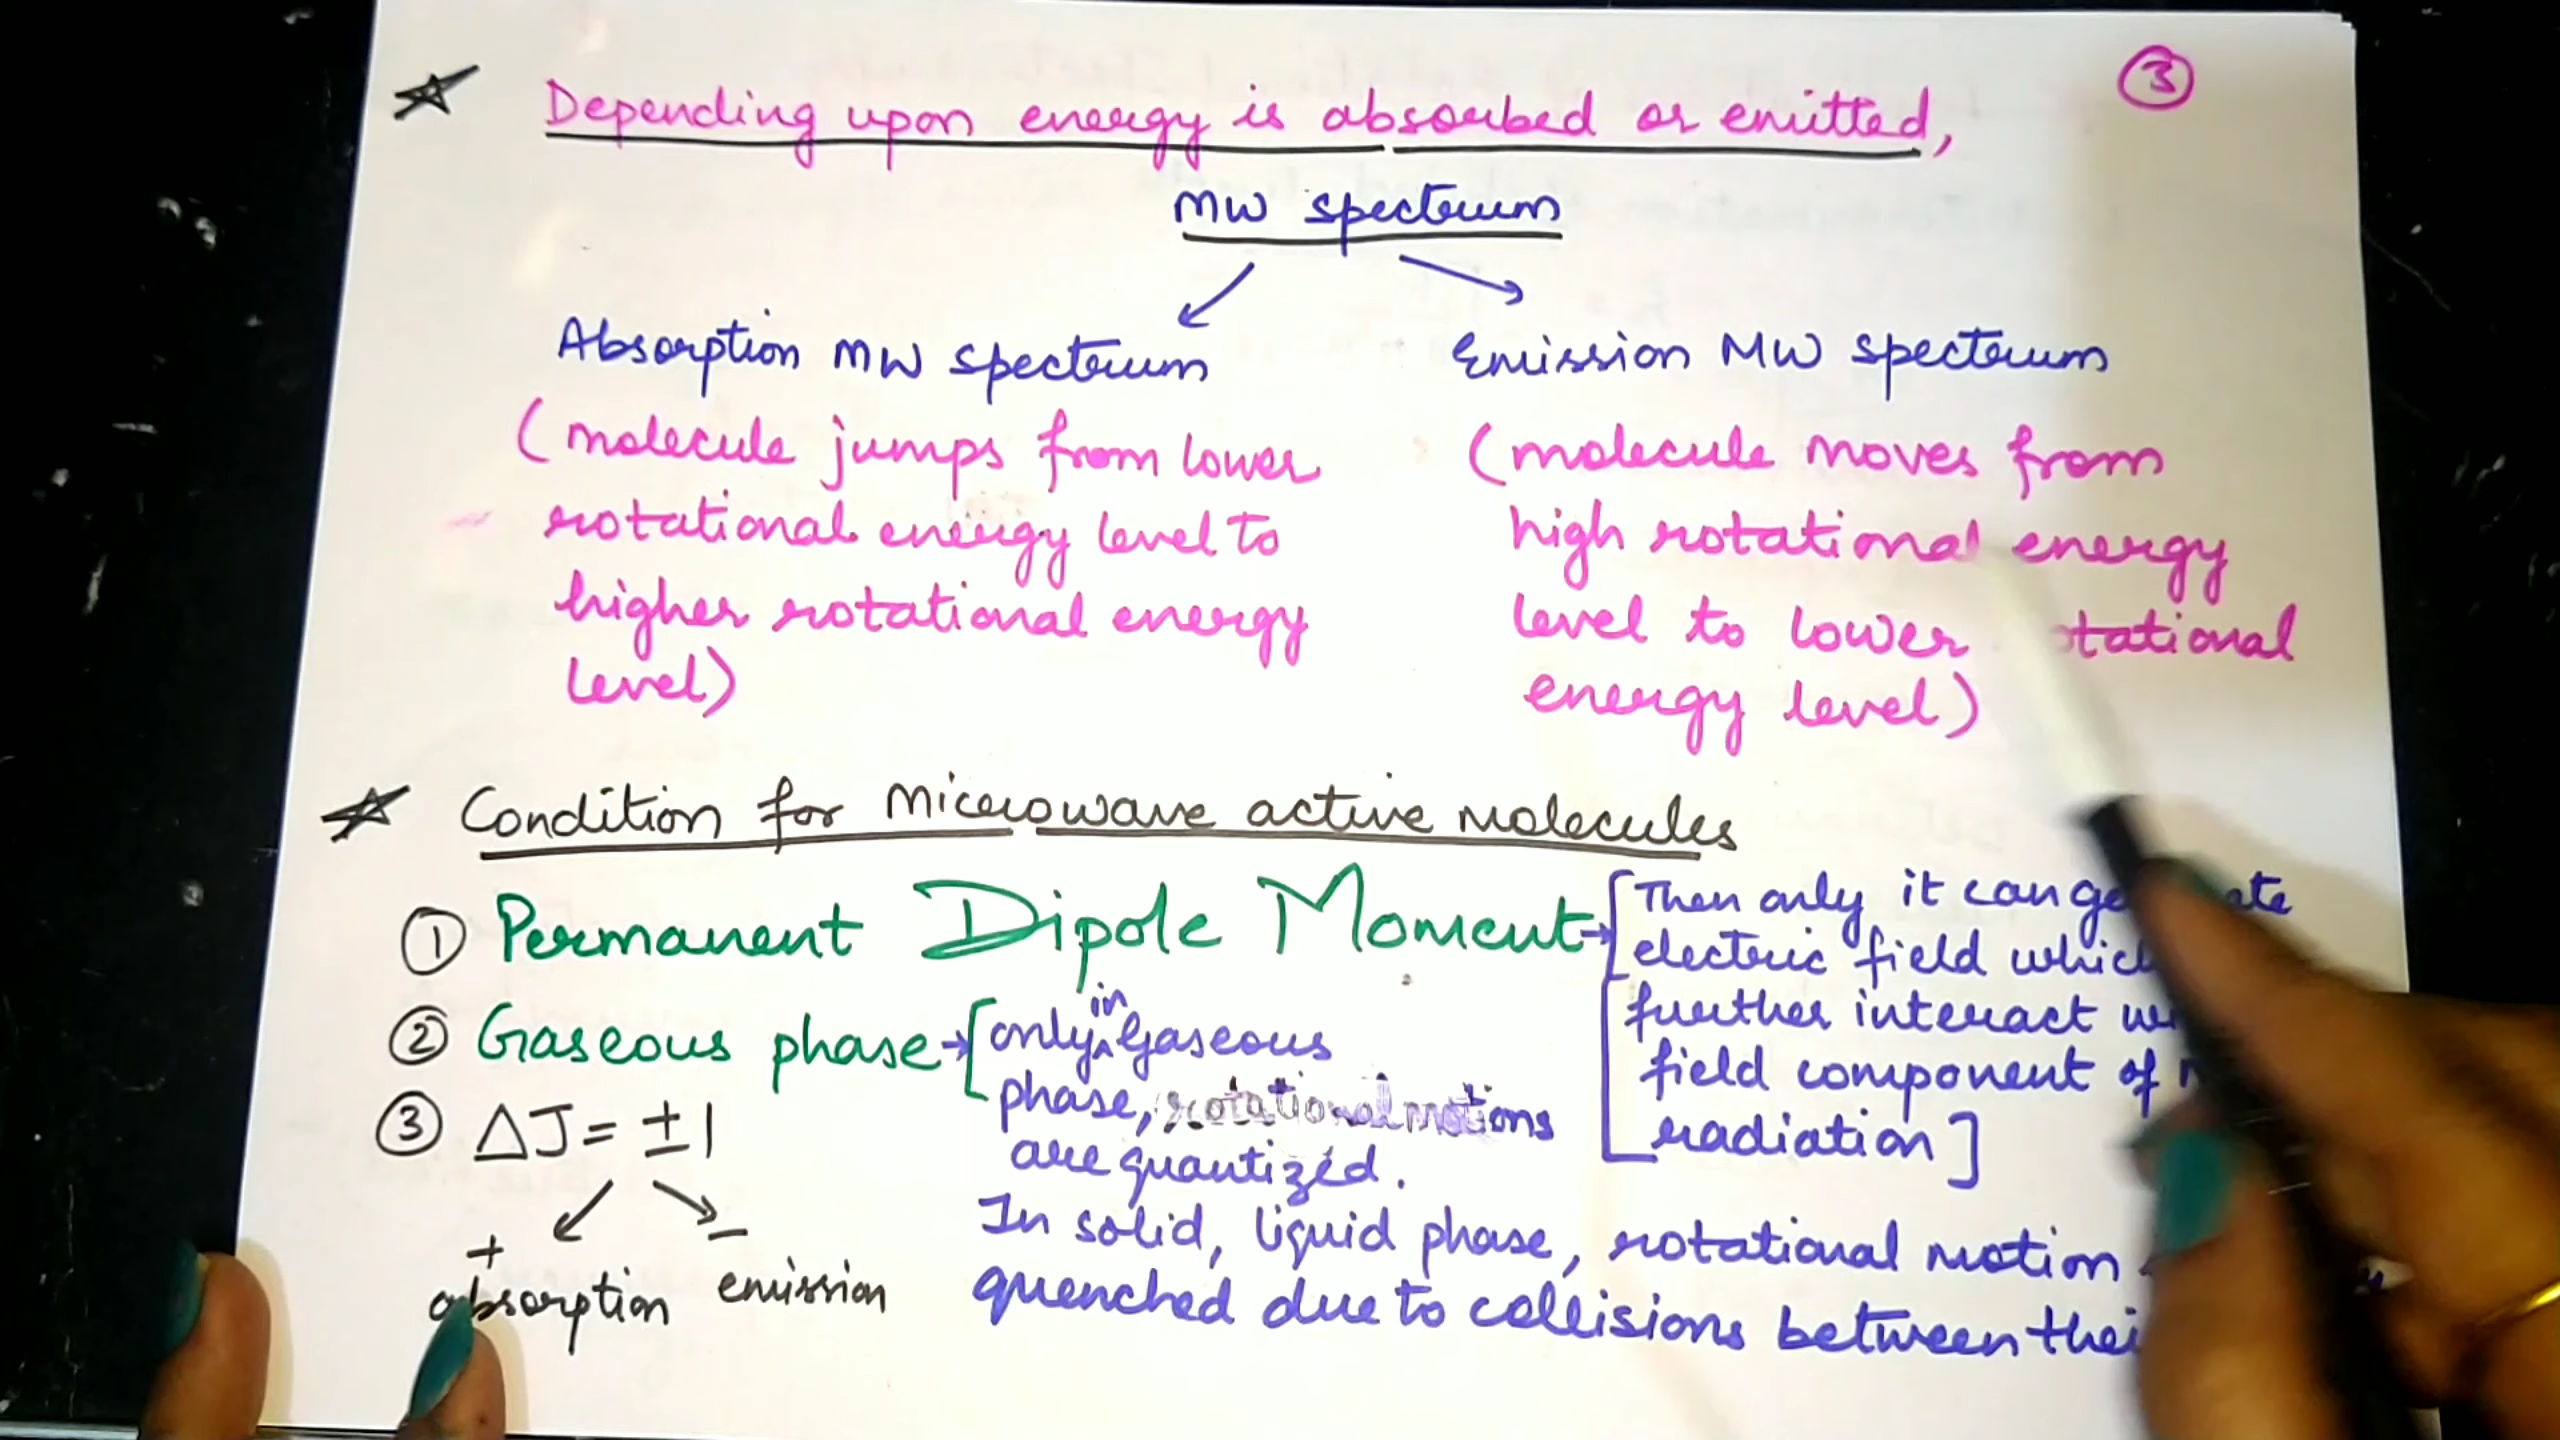 3
Depending upon energy is absorbed or emitted,
MW spectrum
Absorption MW spectrum
(molecule jumps from lower
rotational energy level to
higher rotational energy
level)
Emission MW spectrum
(molecule moves from
high rotational energy
level to lower tational
energy level)
Condition for Microwave active molecules
① Permanent Dipole Moment → [Then only it can
electric field
further interact
field component of
radiation]
② Gaseous phase → [only in Gaseous
phase, rotational motions
are quantized.
In solid, liquid phase, rotational motion
quenched due to collisions between
③ ΔJ = ±1
+ −
absorption emission